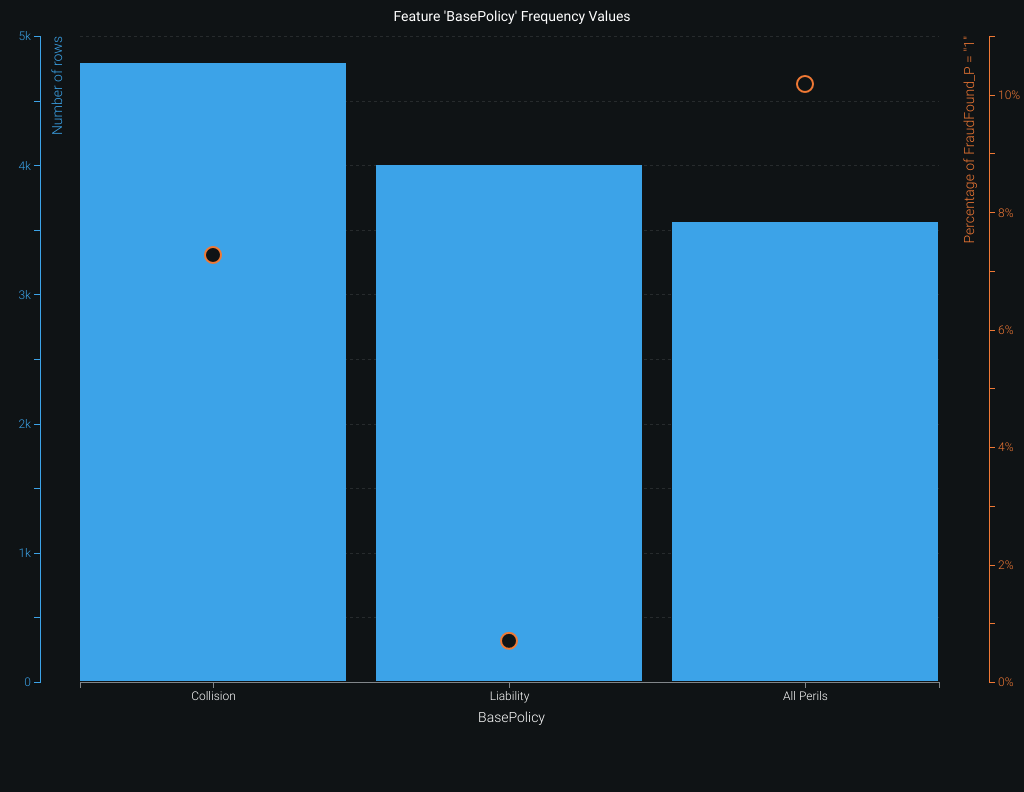 Feature 'BasePolicy' Frequency Values
5k
4k
3k
2k
1k
0
Number of rows
Percentage of FraudFound_P = "1"
10%
8%
6%
4%
2%
0%
Collision
Liability
All Perils
BasePolicy